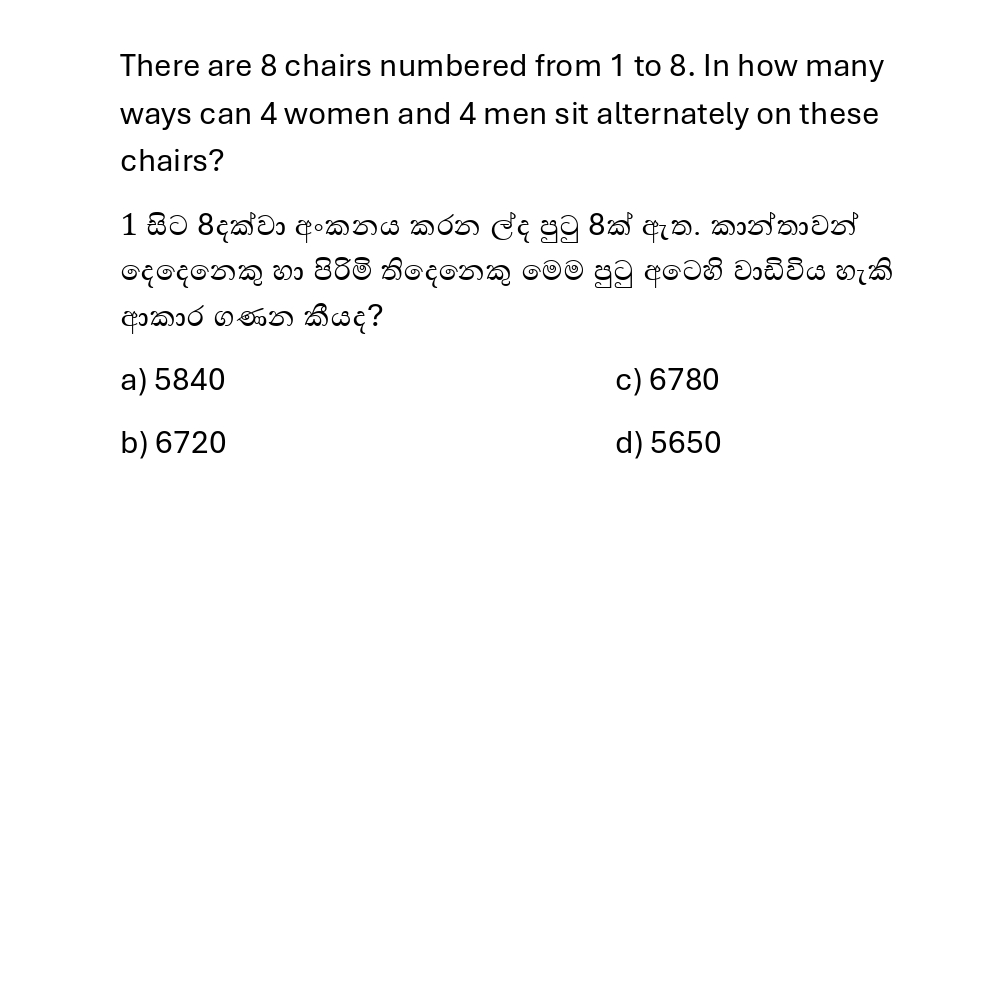 There are 8 chairs numbered from 1 to 8. In how many
ways can 4 women and 4 men sit alternately on these
chairs?
1 සිට 8දක්වා අංකනය කරන ල්ද පුටු 8ක් ඇත. කාන්තාවන්
දෙදෙනෙකු හා පිරිමි තිදෙනෙකු මෙම පුටු අටෙහි වාඩිවිය හැකි
ආකාර ගණන කීයද?
a) 5840 c) 6780
b) 6720 d) 5650